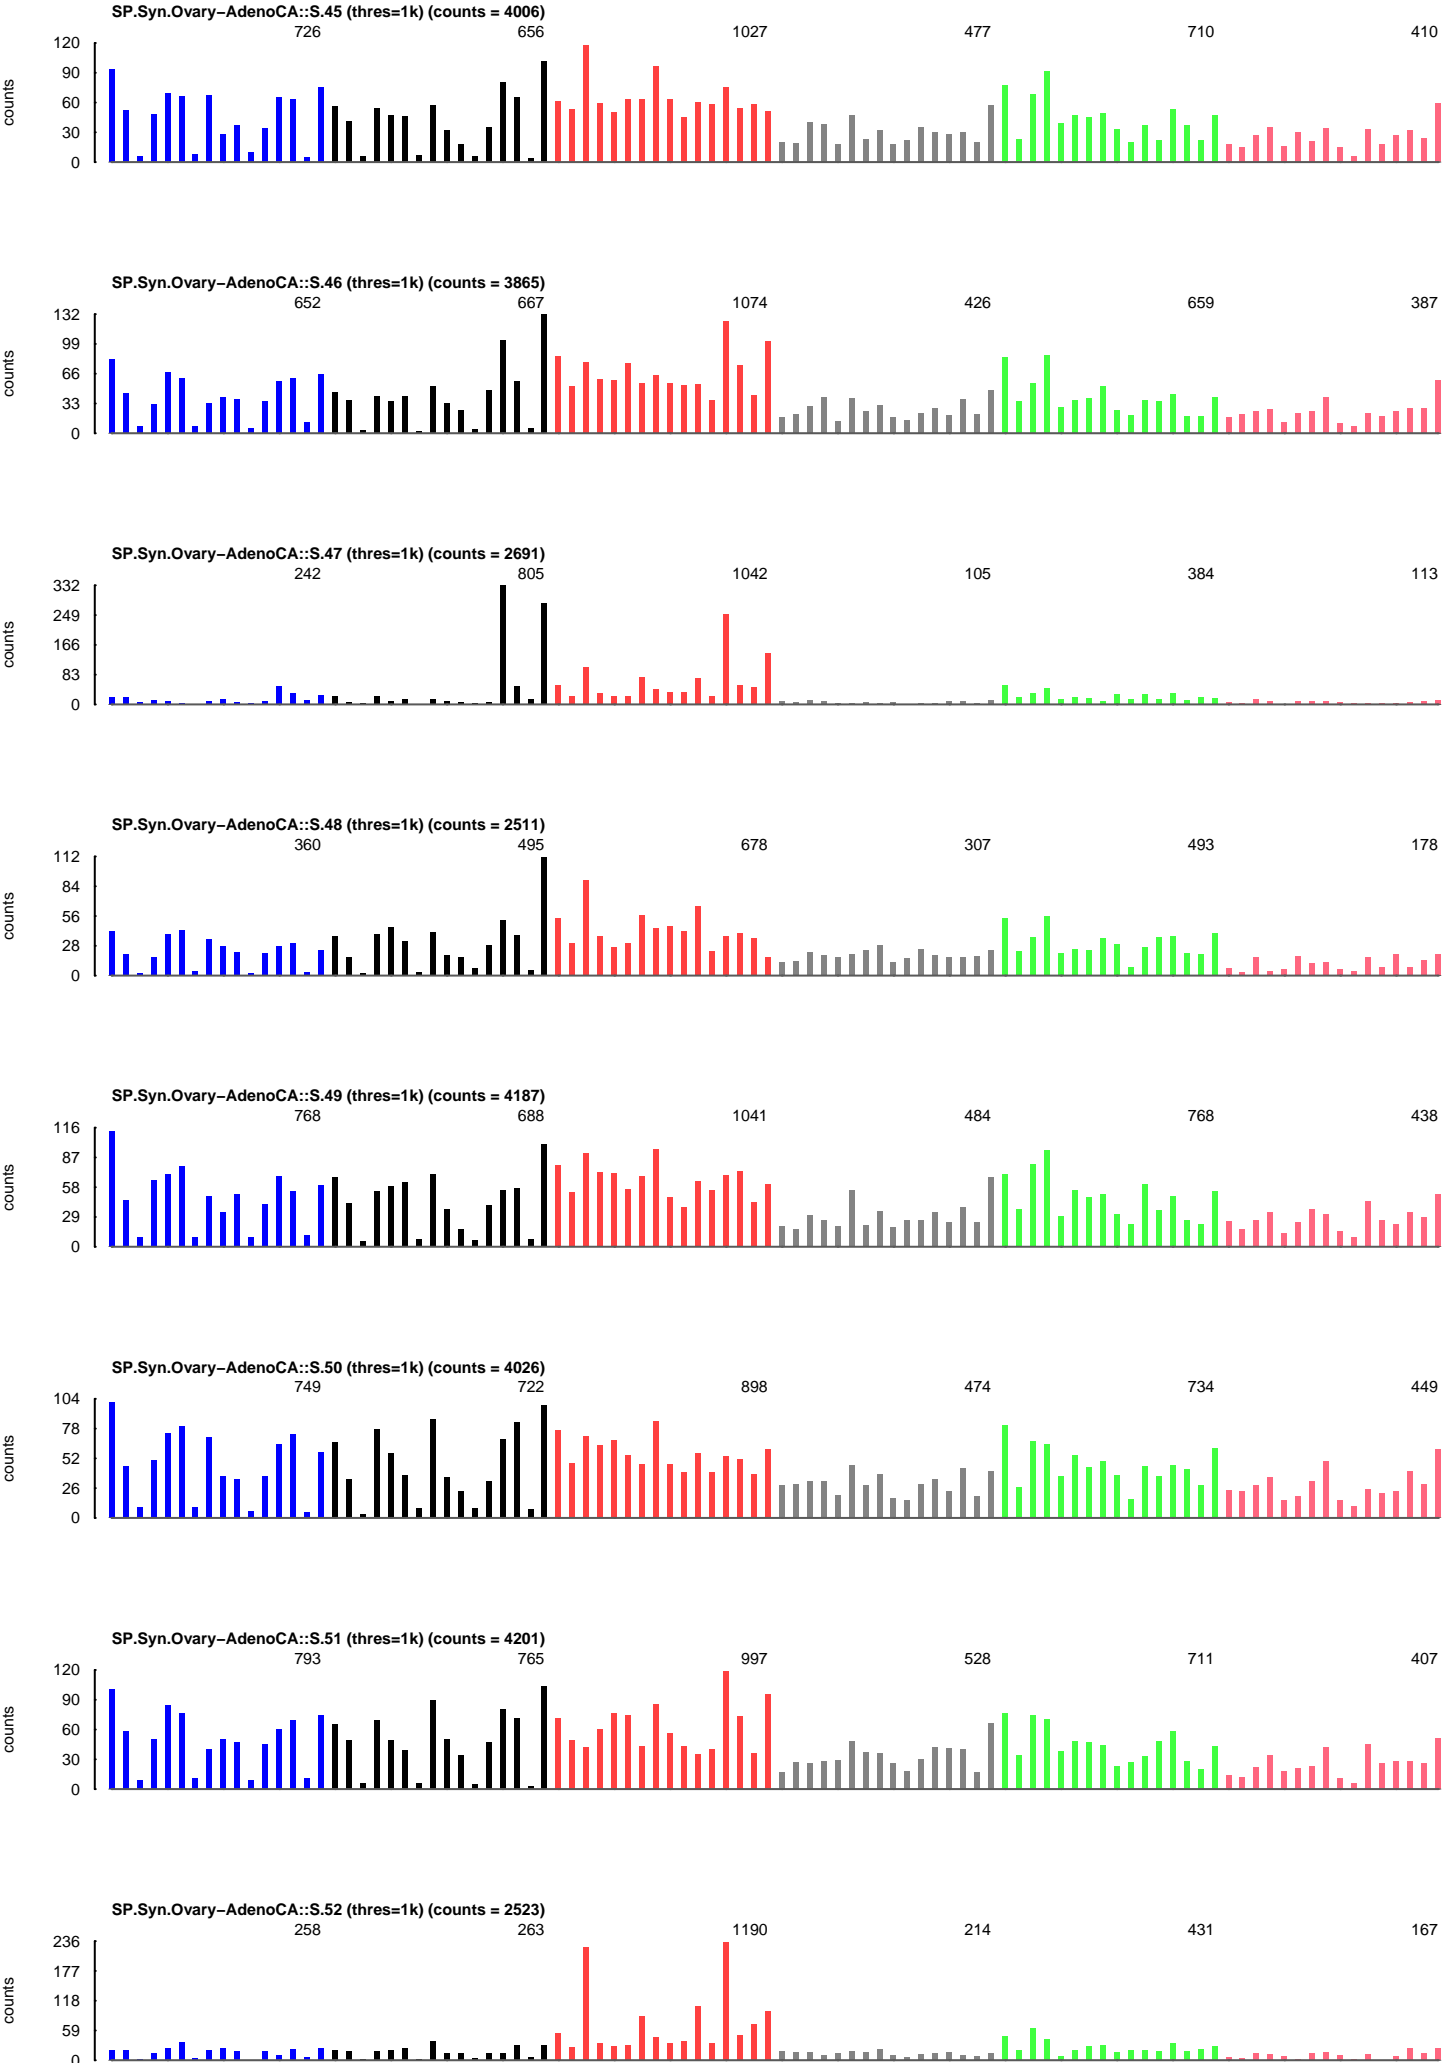 SP.Syn.Ovary–AdenoCA::S.45 (thres=1k) (counts = 4006)
726 656 1027 477 710 410
120
90
60
30
0
counts
SP.Syn.Ovary–AdenoCA::S.46 (thres=1k) (counts = 3865)
652 667 1074 426 659 387
132
99
66
33
0
counts
SP.Syn.Ovary–AdenoCA::S.47 (thres=1k) (counts = 2691)
242 805 1042 105 384 113
332
249
166
83
0
counts
SP.Syn.Ovary–AdenoCA::S.48 (thres=1k) (counts = 2511)
360 495 678 307 493 178
112
84
56
28
0
counts
SP.Syn.Ovary–AdenoCA::S.49 (thres=1k) (counts = 4187)
768 688 1041 484 768 438
116
87
58
29
0
counts
SP.Syn.Ovary–AdenoCA::S.50 (thres=1k) (counts = 4026)
749 722 898 474 734 449
104
78
52
26
0
counts
SP.Syn.Ovary–AdenoCA::S.51 (thres=1k) (counts = 4201)
793 765 997 528 711 407
120
90
60
30
0
counts
SP.Syn.Ovary–AdenoCA::S.52 (thres=1k) (counts = 2523)
258 263 1190 214 431 167
236
177
118
59
0
counts